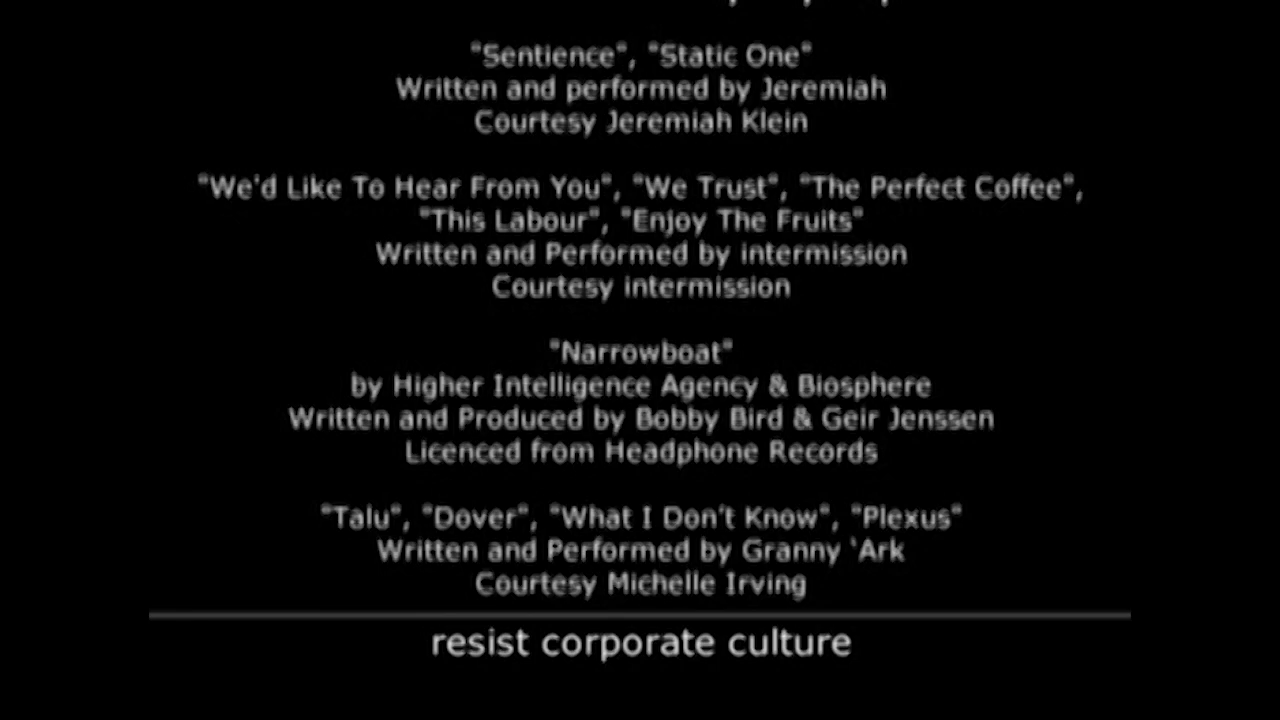 "Sentience", "Static One"
Written and performed by Jeremiah
Courtesy Jeremiah Klein
"We'd Like To Hear From You", "We Trust", "The Perfect Coffee",
"This Labour", "Enjoy The Fruits"
Written and Performed by intermission
Courtesy intermission
"Narrowboat"
by Higher Intelligence Agency & Biosphere
Written and Produced by Bobby Bird & Geir Jenssen
Licenced from Headphone Records
"Talu", "Dover", "What I Don't Know", "Plexus"
Written and Performed by Granny 'Ark
Courtesy Michelle Irving
resist corporate culture